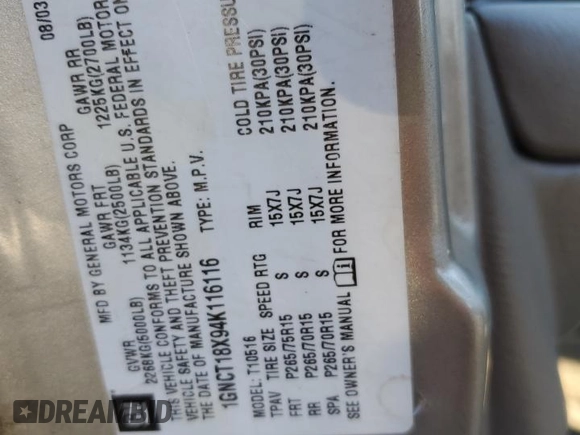 MFD BY GENERAL MOTORS CORP 08/03
GVWR GAWR FRT GAWR RR
2268KG(5000LB) 1134KG(2500LB) 1225KG(2700LB)
THIS VEHICLE CONFORMS TO ALL APPLICABLE U.S. FEDERAL MOTOR
VEHICLE SAFETY AND THEFT PREVENTION STANDARDS IN EFFECT ON
THE DATE OF MANUFACTURE SHOWN ABOVE.
1GNCT18X94K116116 TYPE: M.P.V.
MODEL: T10516
TPAV TIRE SIZE SPEED RTG RIM COLD TIRE PRESSU
FRT P265/75R15 S 15X7J 210KPA(30PSI)
RR P265/70R15 S 15X7J 210KPA(30PSI)
SPA P265/70R15 S 15X7J 210KPA(30PSI)
SEE OWNER'S MANUAL FOR MORE INFORMATION.
DREAMBID